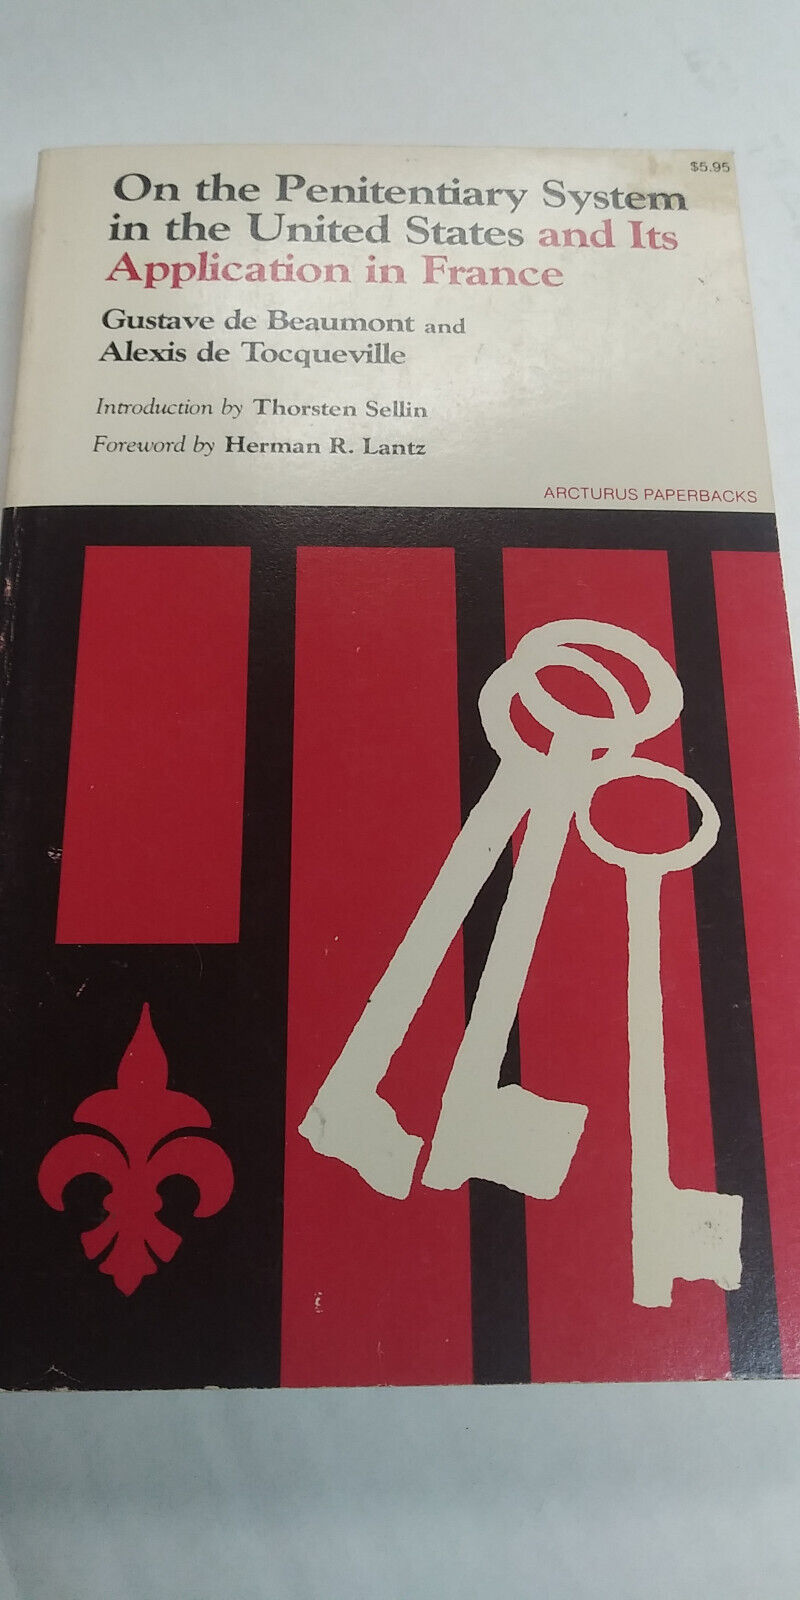 $5.95
On the Penitentiary System
in the United States and Its
Application in France
Gustave de Beaumont and
Alexis de Tocqueville
Introduction by Thorsten Sellin
Foreword by Herman R. Lantz
ARCTURUS PAPERBACKS